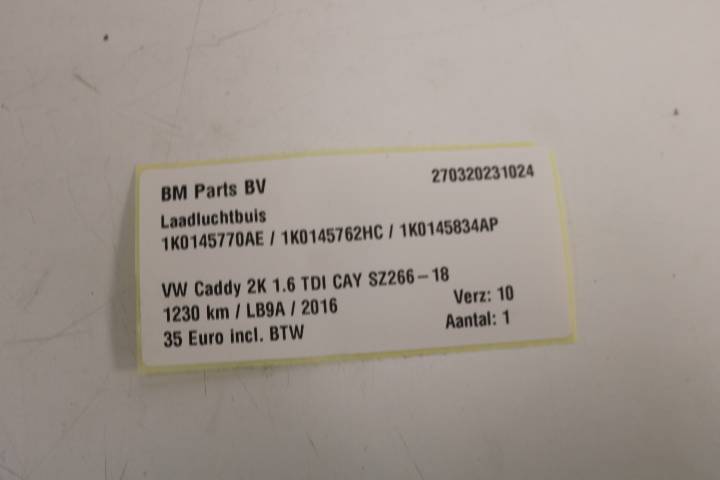 BM Parts BV 270320231024
Laadluchtbuis
1K0145770AE / 1K0145762HC / 1K0145834AP
VW Caddy 2K 1.6 TDI CAY SZ266-18
1230 km / LB9A / 2016 Verz: 10
35 Euro incl. BTW Aantal: 1